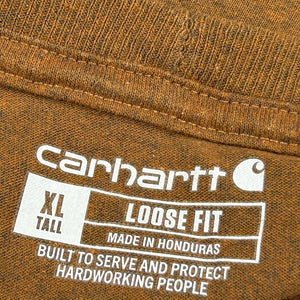 carhartt
XL
TALL
LOOSE FIT
MADE IN HONDURAS
BUILT TO SERVE AND PROTECT
HARDWORKING PEOPLE